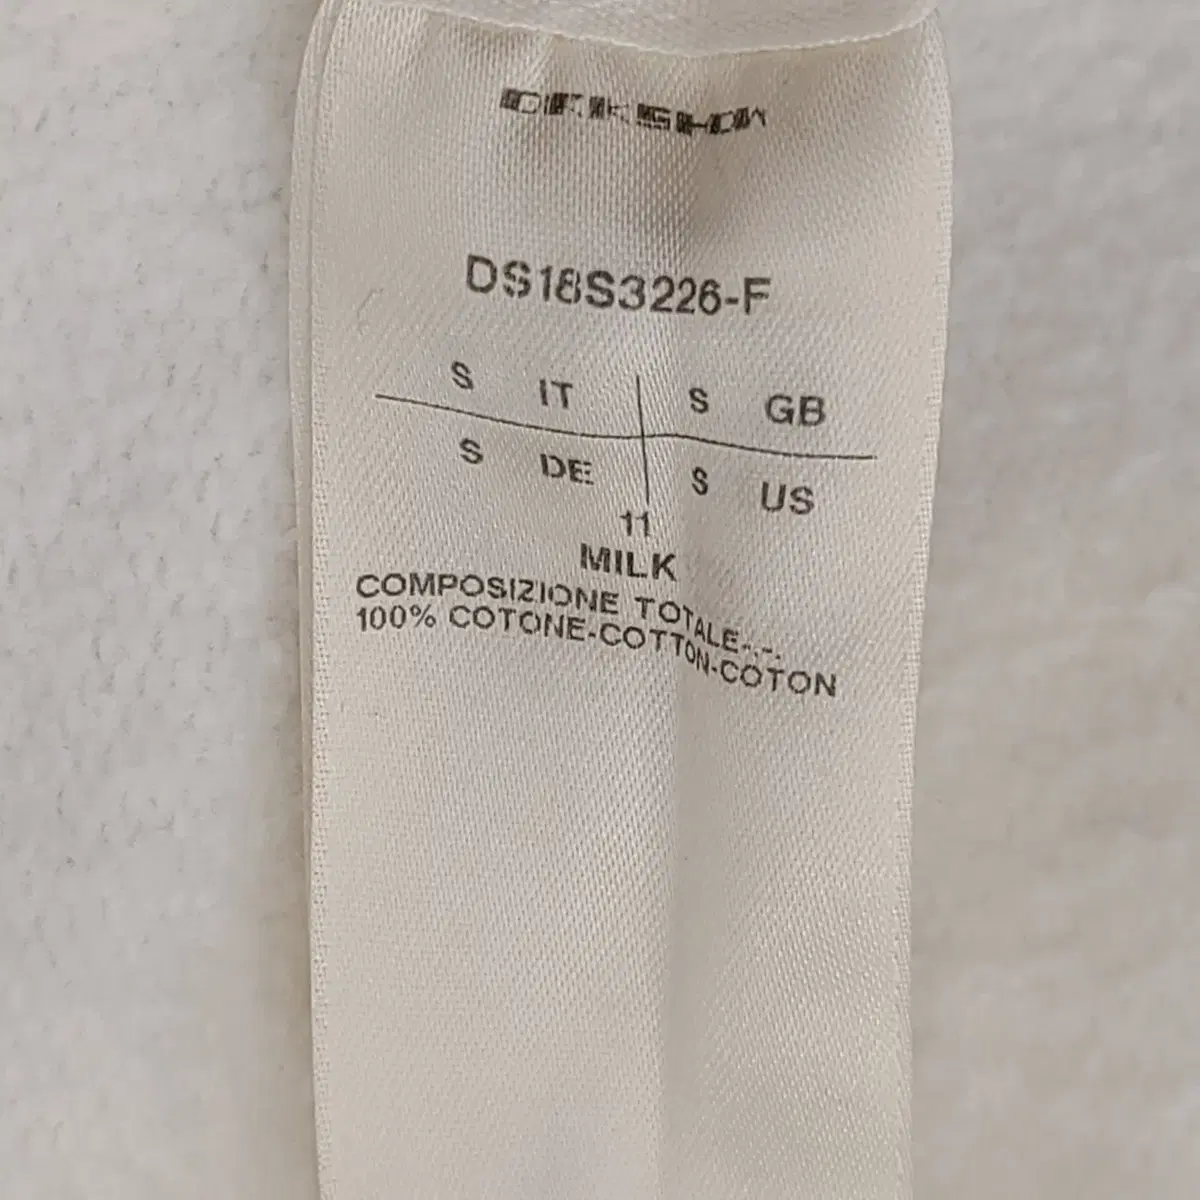 DRKSHDW
DS18S3226-F
S IT S GB
S DE S US
11
MILK
COMPOSIZIONE TOTALE-.-.
100% COTONE-COTTON-COTON